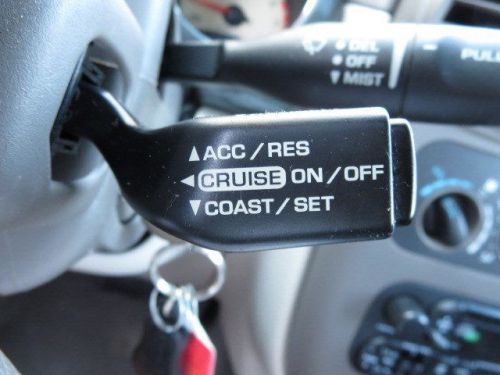 DEL
OFF
MIST
PULL
▲ACC/RES
◄CRUISE ON/OFF
▼COAST/SET